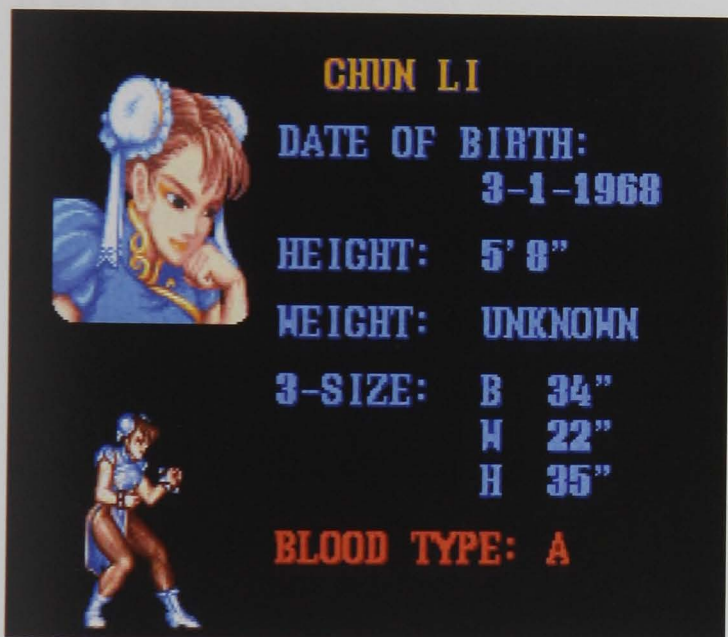 CHUN LI
DATE OF BIRTH:
3-1-1968
HEIGHT: 5'8"
WEIGHT: UNKNOWN
3-SIZE: B 34"
W 22"
H 35"
BLOOD TYPE: A